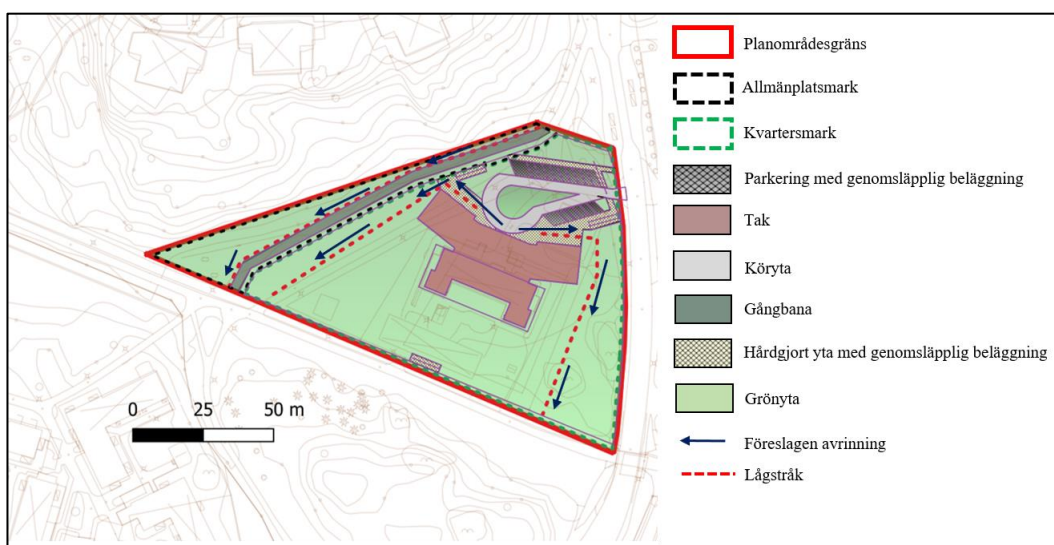 Planområdesgräns
Allmänplatsmark
Kvartersmark
Parkering med genomsläpplig beläggning
Tak
Köryta
Gångbana
Hårdgjort yta med genomsläpplig beläggning
Grönyta
Föreslagen avrinning
Lågstråk
0 25 50 m